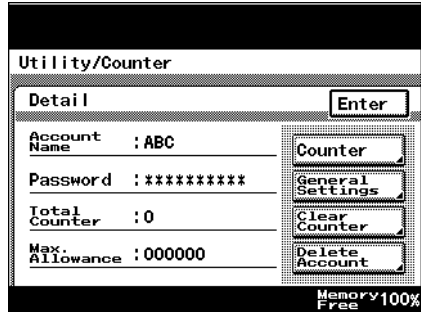 Utility/Counter
Detail
Enter
Account Name :ABC
Counter
Password :**********
General Settings
Total Counter :0
Clear Counter
Max. Allowance :000000
Delete Account
Memory Free 100%